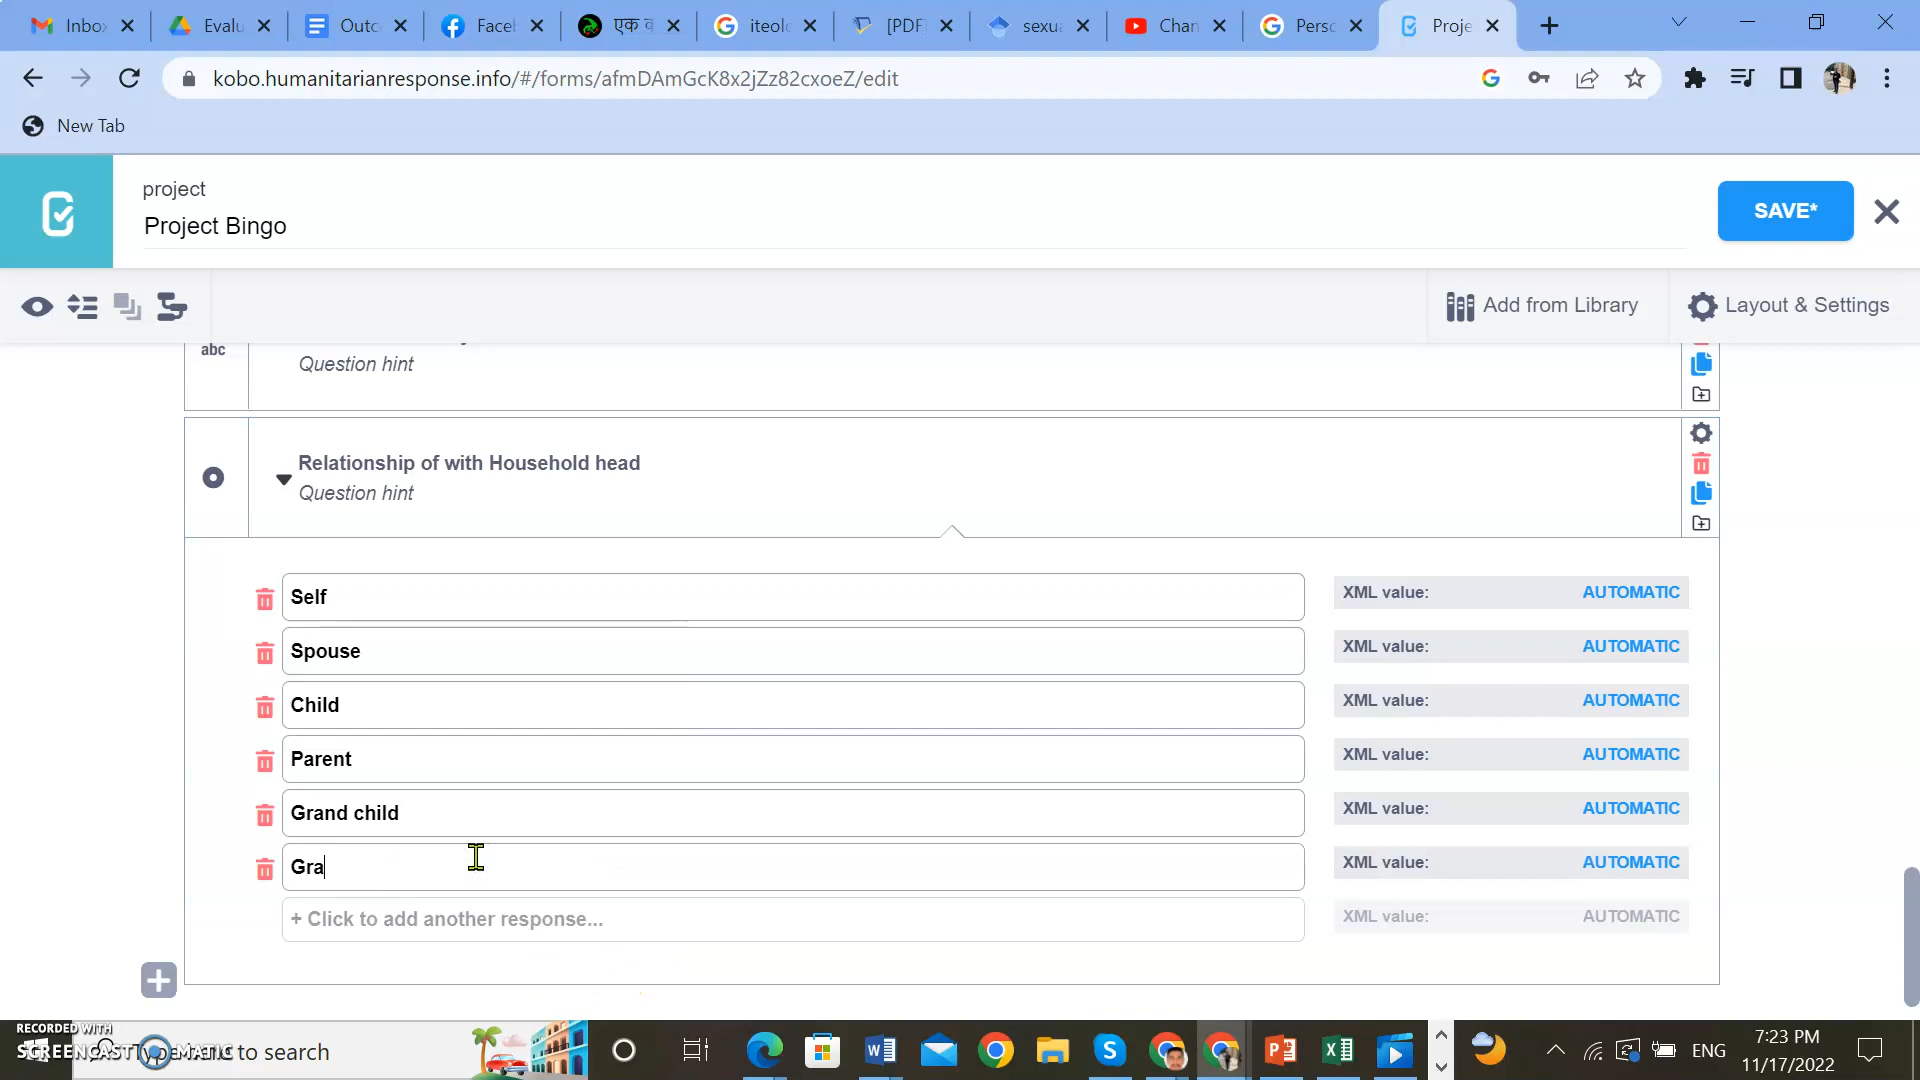 Inbox
Evalu
Outc
Facel
एक व
iteolo
[PDF]
sexua
Chan
Perso
Proje
kobo.humanitarianresponse.info/#/forms/afmDAmGcK8x2jZz82cxoeZ/edit
New Tab
project
Project Bingo
SAVE*
Add from Library
Layout & Settings
abc
Question hint
Relationship of with Household head
Question hint
Self
XML value:
AUTOMATIC
Spouse
XML value:
AUTOMATIC
Child
XML value:
AUTOMATIC
Parent
XML value:
AUTOMATIC
Grand child
XML value:
AUTOMATIC
Gra
XML value:
AUTOMATIC
+ Click to add another response...
XML value:
AUTOMATIC
RECORDED WITH
SCREENCAST MATIC
to search
ENG
7:23 PM
11/17/2022